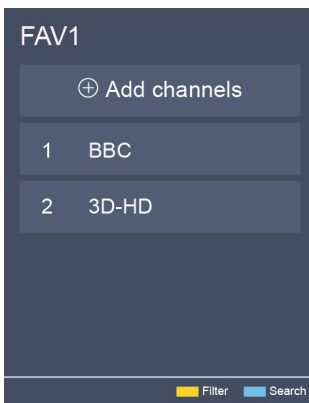 FAV1
⊕ Add channels
1 BBC
2 3D-HD
Filter Search